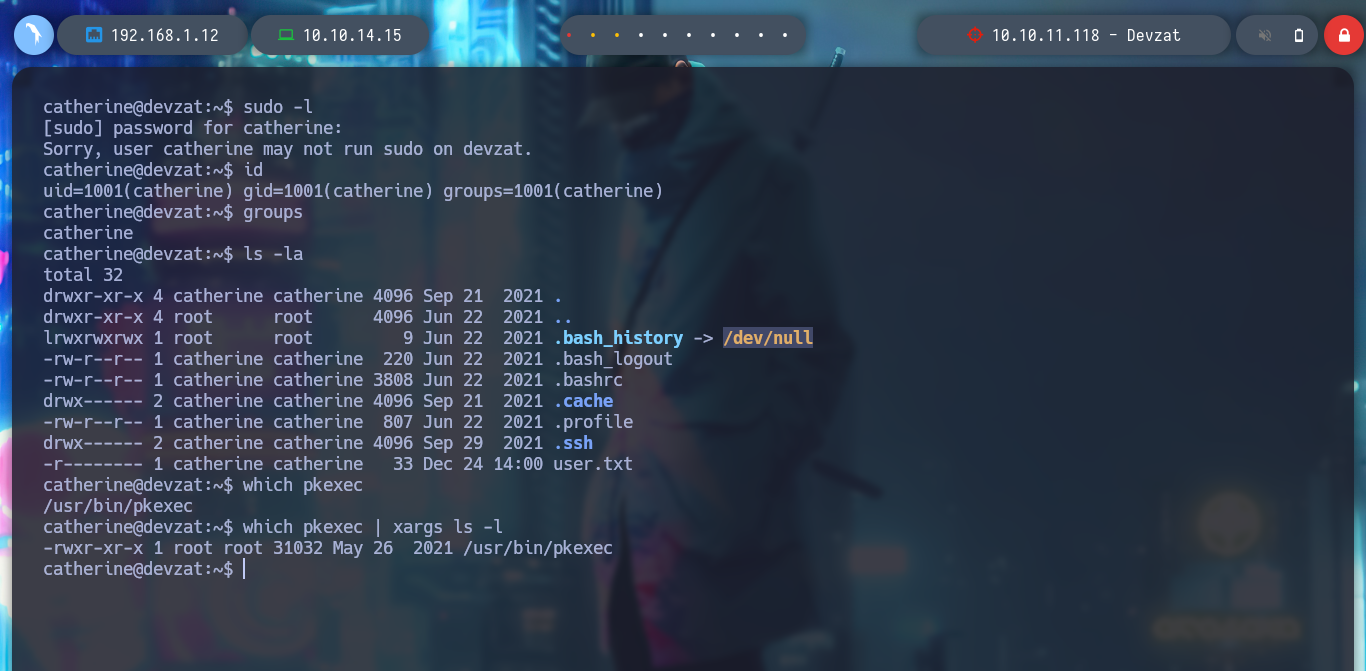 192.168.1.12 10.10.14.15 10.10.11.118 - Devzat
catherine@devzat:~$ sudo -l
[sudo] password for catherine:
Sorry, user catherine may not run sudo on devzat.
catherine@devzat:~$ id
uid=1001(catherine) gid=1001(catherine) groups=1001(catherine)
catherine@devzat:~$ groups
catherine
catherine@devzat:~$ ls -la
total 32
drwxr-xr-x 4 catherine catherine 4096 Sep 21  2021 .
drwxr-xr-x 4 root      root      4096 Jun 22  2021 ..
lrwxrwxrwx 1 root      root         9 Jun 22  2021 .bash_history -> /dev/null
-rw-r--r-- 1 catherine catherine  220 Jun 22  2021 .bash_logout
-rw-r--r-- 1 catherine catherine 3808 Jun 22  2021 .bashrc
drwx------ 2 catherine catherine 4096 Sep 21  2021 .cache
-rw-r--r-- 1 catherine catherine  807 Jun 22  2021 .profile
drwx------ 2 catherine catherine 4096 Sep 29  2021 .ssh
-r-------- 1 catherine catherine   33 Dec 24 14:00 user.txt
catherine@devzat:~$ which pkexec
/usr/bin/pkexec
catherine@devzat:~$ which pkexec | xargs ls -l
-rwxr-xr-x 1 root root 31032 May 26  2021 /usr/bin/pkexec
catherine@devzat:~$